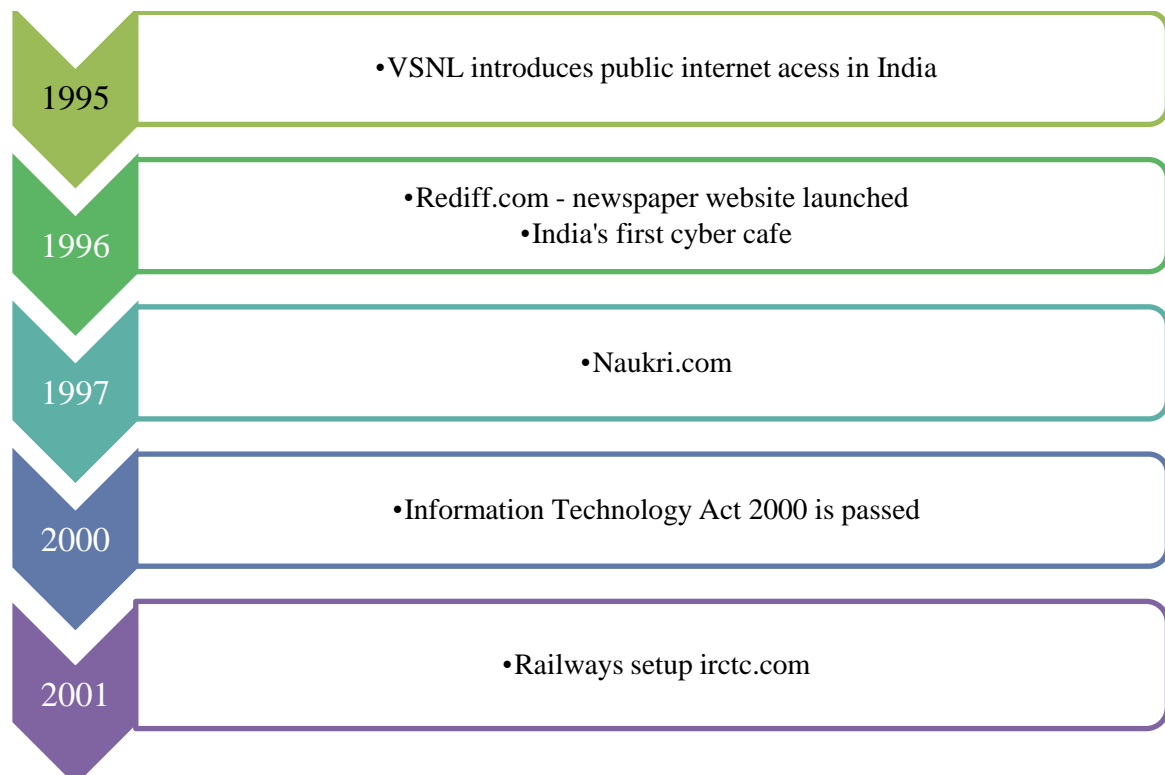 1995
•VSNL introduces public internet acess in India
1996
•Rediff.com - newspaper website launched
•India's first cyber cafe
1997
•Naukri.com
2000
•Information Technology Act 2000 is passed
2001
•Railways setup irctc.com